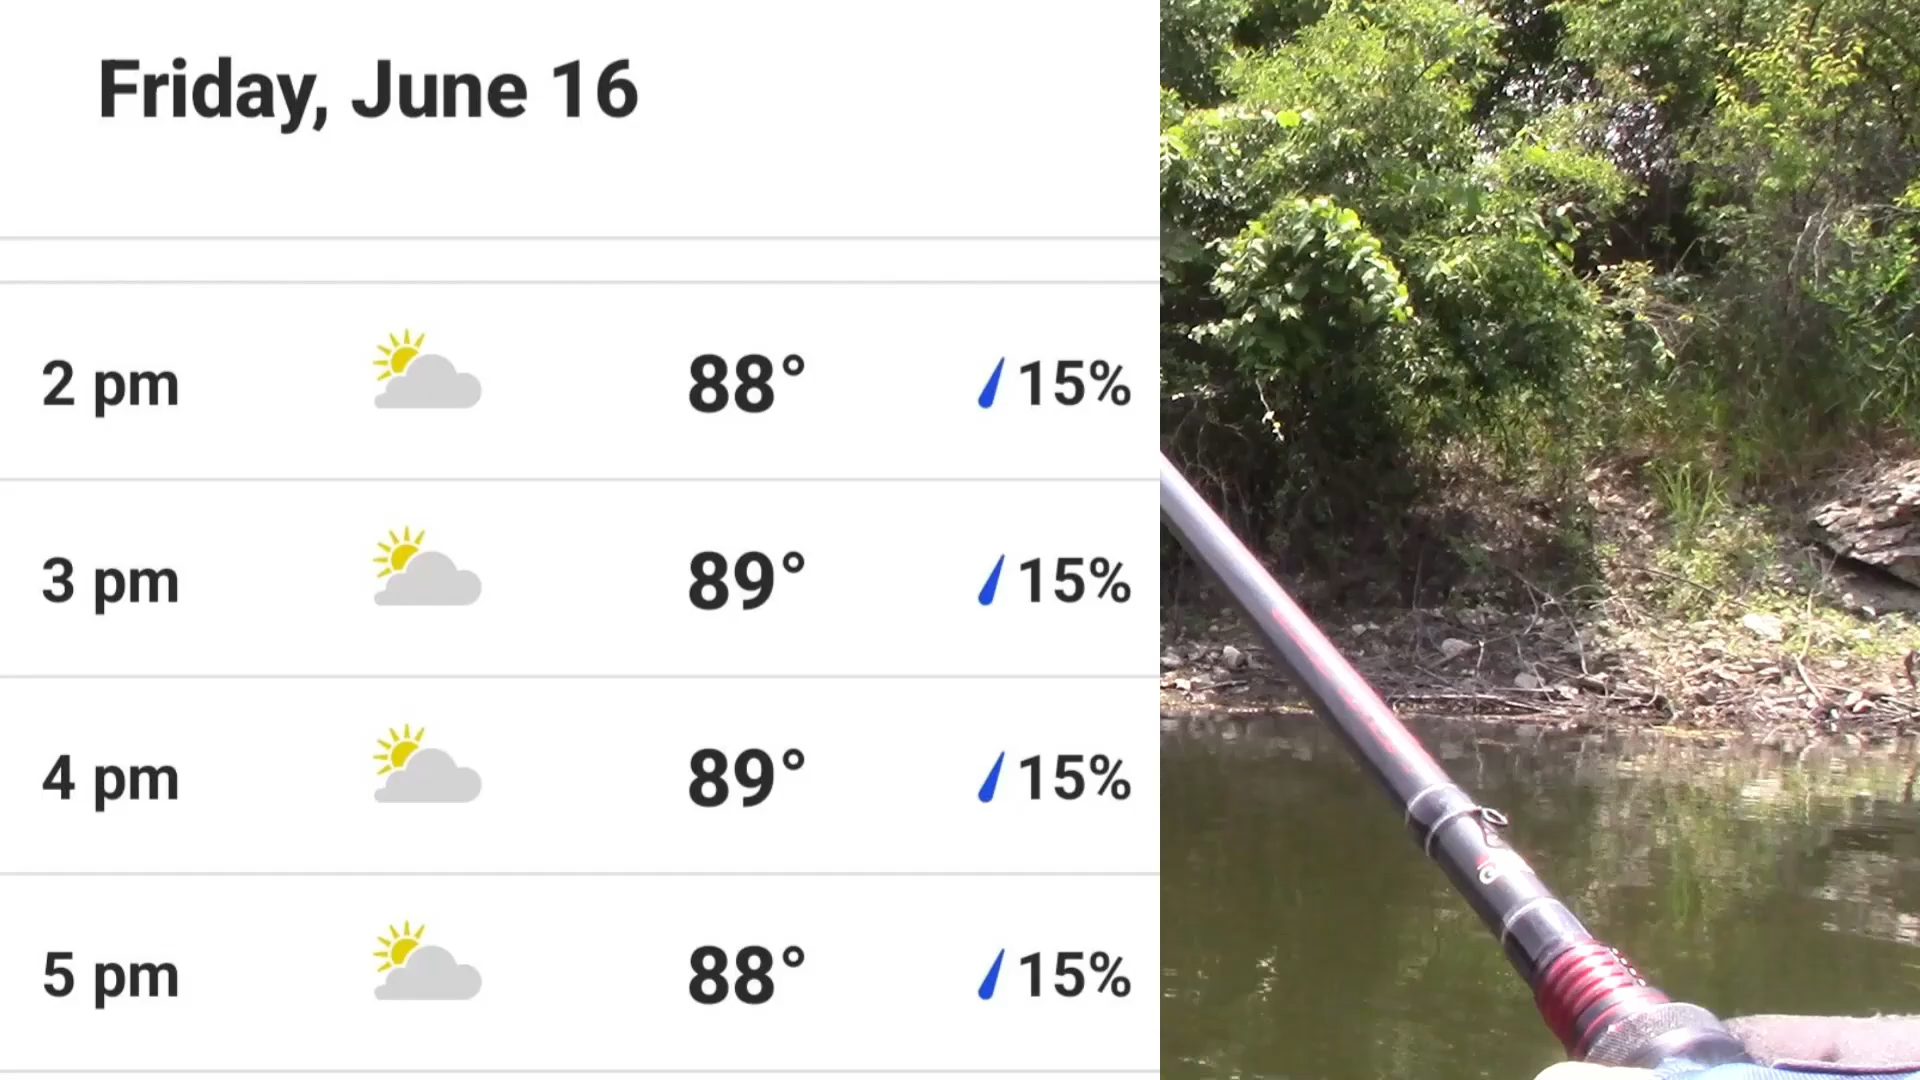 Friday, June 16
2 pm 88° 15%
3 pm 89° 15%
4 pm 89° 15%
5 pm 88° 15%